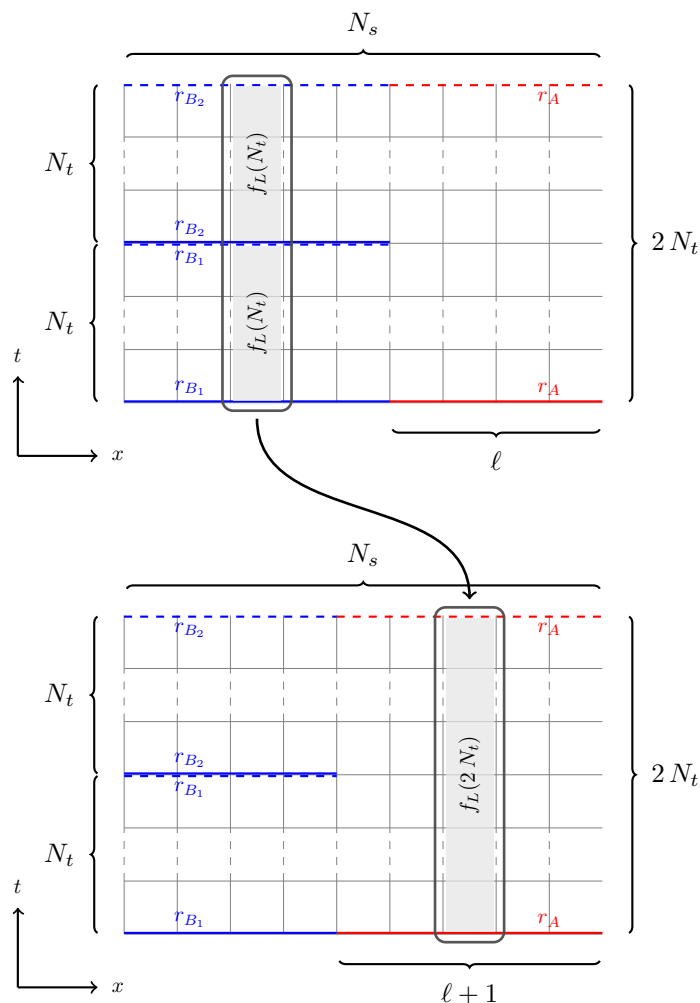 N_s
r_{B_2}
r_A
N_t
f_L(N_t)
r_{B_2}
r_{B_1}
2 N_t
N_t
f_L(N_t)
t
r_{B_1}
r_A
x
ℓ
N_s
r_{B_2}
r_A
N_t
r_{B_2}
r_{B_1}
f_L(2 N_t)
2 N_t
N_t
t
r_{B_1}
r_A
x
ℓ + 1